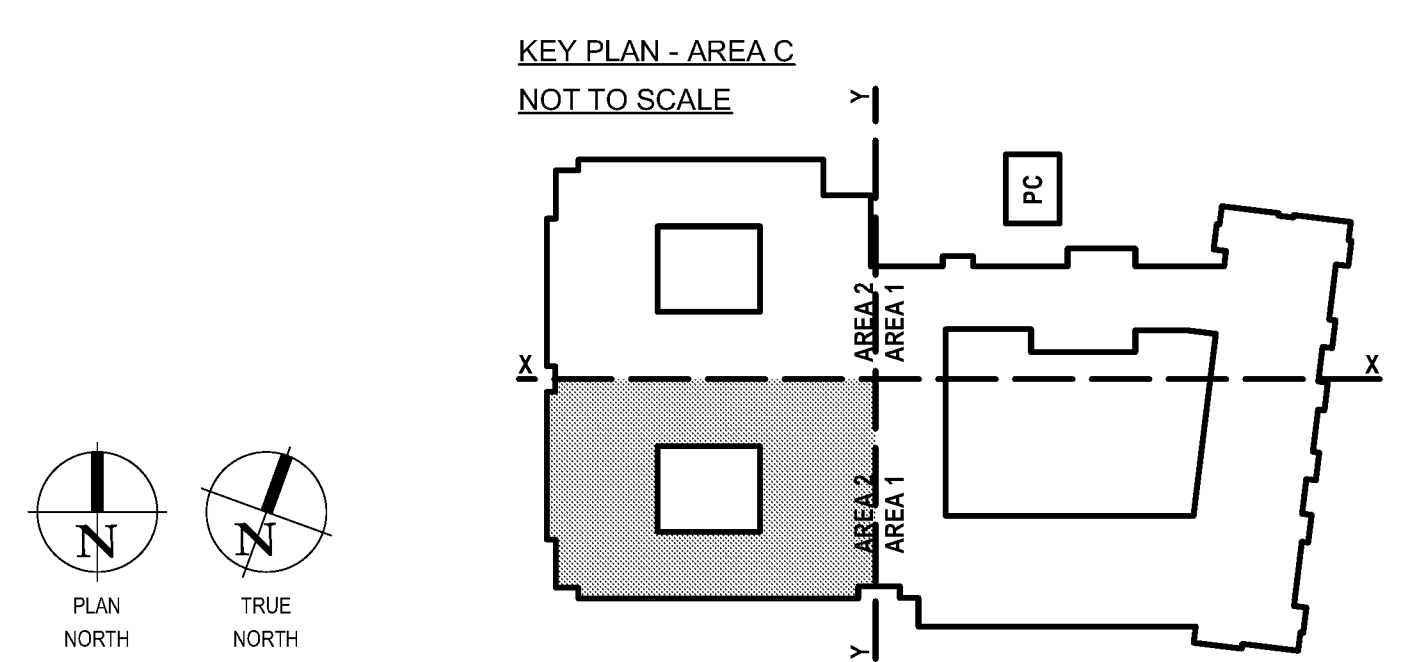 KEY PLAN - AREA C
NOT TO SCALE
Y
PC
AREA 2
AREA 1
X
X
AREA 2
AREA 1
N
N
PLAN
NORTH
TRUE
NORTH
Y